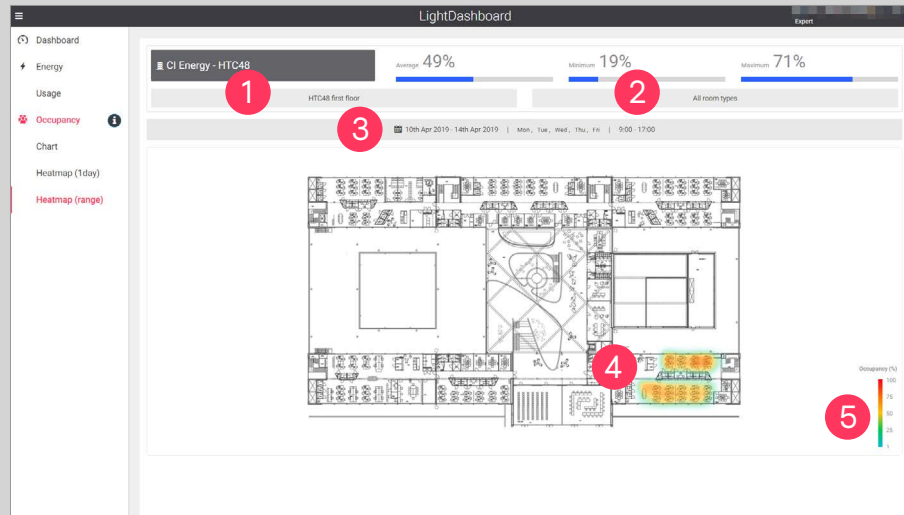 LightDashboard
Expert
Dashboard
Energy
Usage
Occupancy
Chart
Heatmap (1day)
Heatmap (range)
CI Energy - HTC48
Average 49%
Minimum 19%
Maximum 71%
1
HTC48 first floor
2
All room types
3
10th Apr 2019 - 14th Apr 2019 | Mon, Tue, Wed, Thu, Fri | 9:00 - 17:00
4
Occupancy (%)
100
75
5
50
25
1